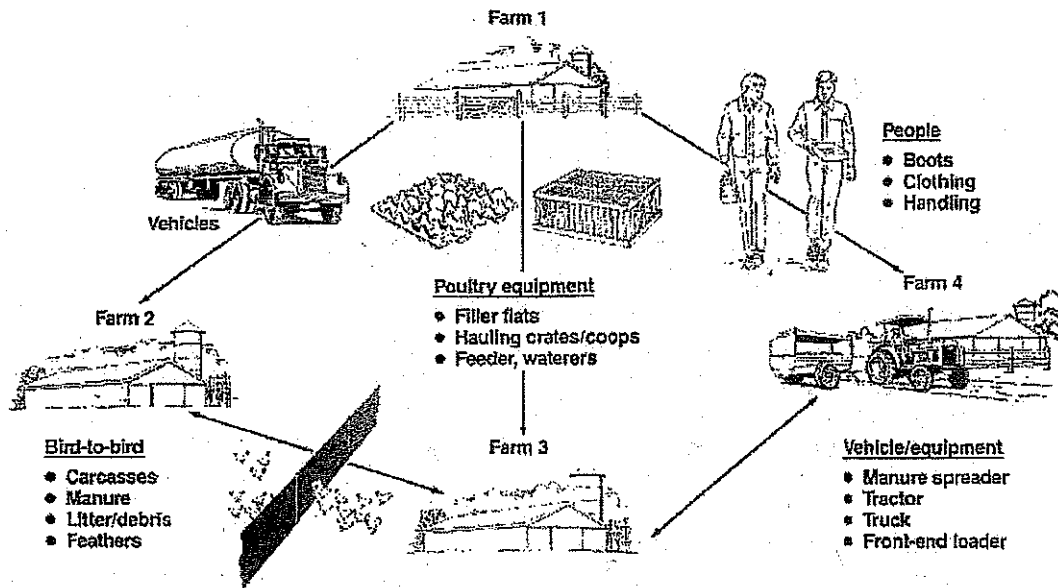 Farm 1
People
• Boots
• Clothing
• Handling
Vehicles
Poultry equipment
• Filler flats
• Hauling crates/coops
• Feeder, waterers
Farm 4
Farm 2
Farm 3
Bird-to-bird
• Carcasses
• Manure
• Litter/debris
• Feathers
Vehicle/equipment
• Manure spreader
• Tractor
• Truck
• Front-end loader